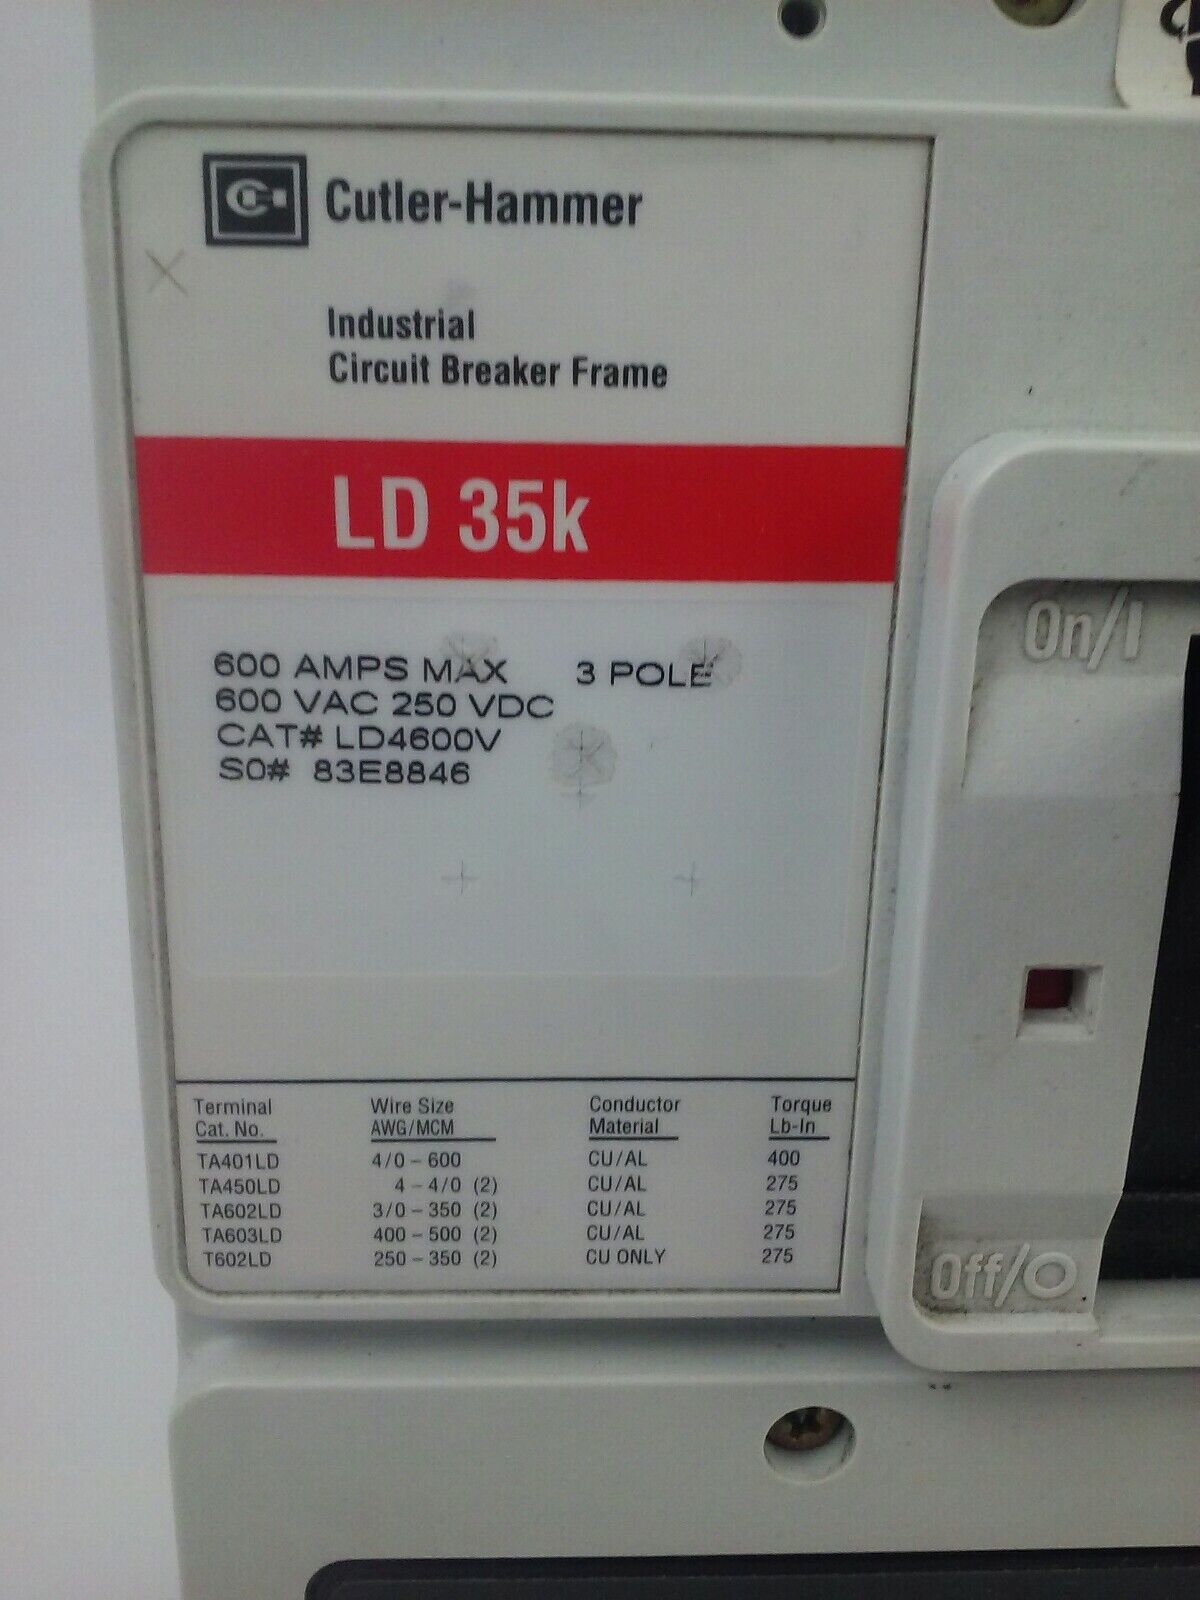 Cutler-Hammer
Industrial
Circuit Breaker Frame
LD 35k
600 AMPS MAX 3 POLE
600 VAC 250 VDC
CAT# LD4600V
SO# 83E8846
On/I
Terminal Wire Size Conductor Torque
Cat. No. AWG/MCM Material Lb-In
TA401LD 4/0 – 600 CU/AL 400
TA450LD 4 – 4/0 (2) CU/AL 275
TA602LD 3/0 – 350 (2) CU/AL 275
TA603LD 400 – 500 (2) CU/AL 275
T602LD 250 – 350 (2) CU ONLY 275
Off/O